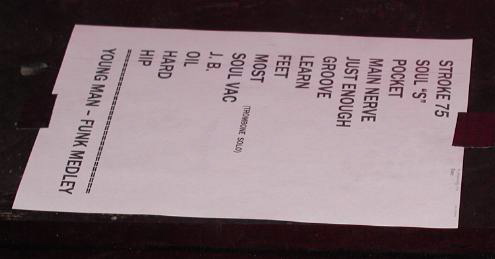 STROKE 75
SOUL "S"
POCKET
MAIN NERVE
JUST ENOUGH
GROOVE
LEARN
FEET
MOST
SOUL VAC (TROMBONE SOLO)
J. B.
OIL
HARD
HIP
==================
YOUNG MAN - FUNK MEDLEY